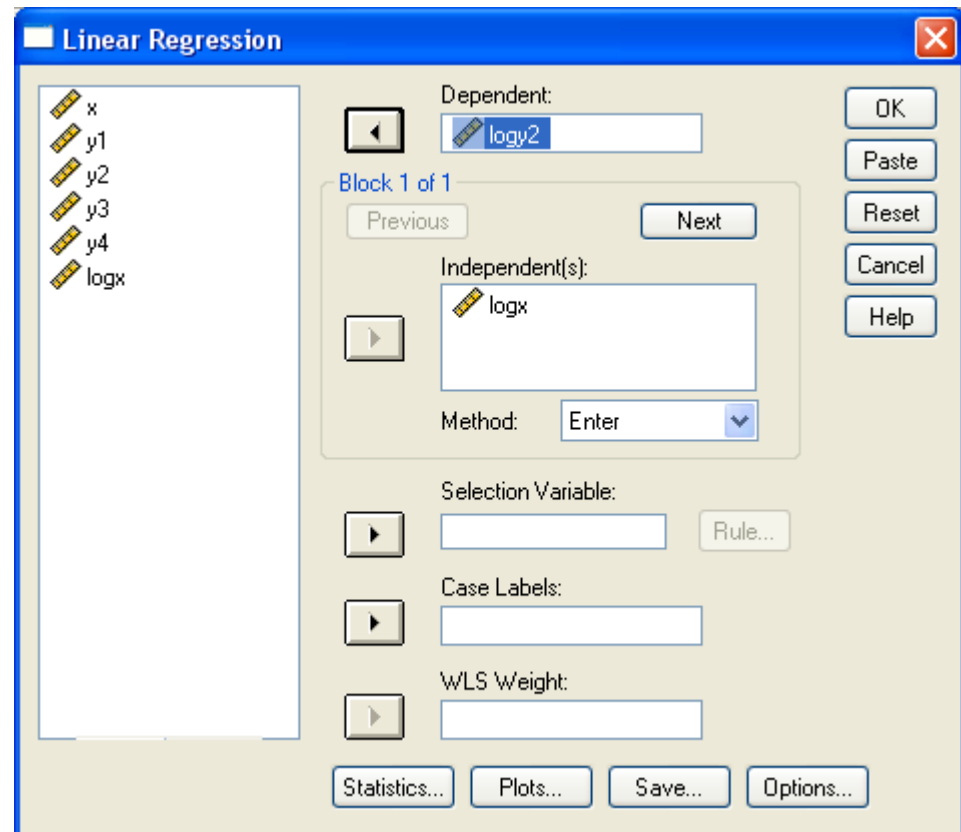 Linear Regression
x
y1
y2
y3
y4
logx
Dependent:
logy2
Block 1 of 1
Previous
Next
Independent(s):
logx
Method:
Enter
Selection Variable:
Rule...
Case Labels:
WLS Weight:
Statistics...
Plots...
Save...
Options...
OK
Paste
Reset
Cancel
Help